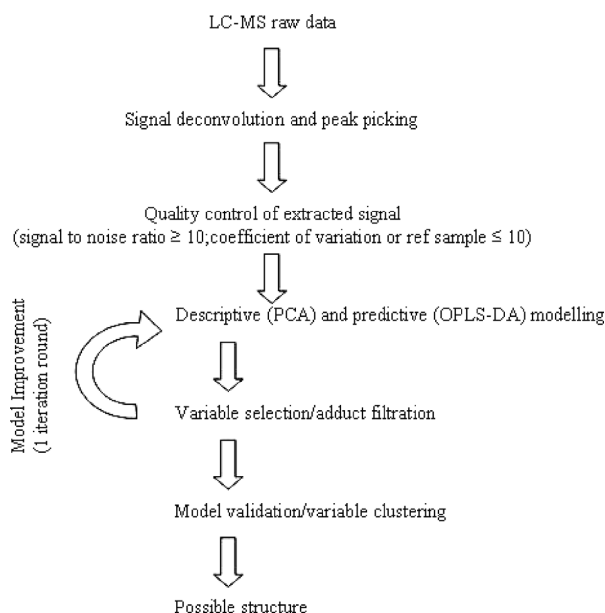 LC-MS raw data
Signal deconvolution and peak picking
Quality control of extracted signal
(signal to noise ratio ≥ 10;coefficient of variation or ref sample ≤ 10)
Descriptive (PCA) and predictive (OPLS-DA) modelling
Model Improvement
(1 iteration round)
Variable selection/adduct filtration
Model validation/variable clustering
Possible structure